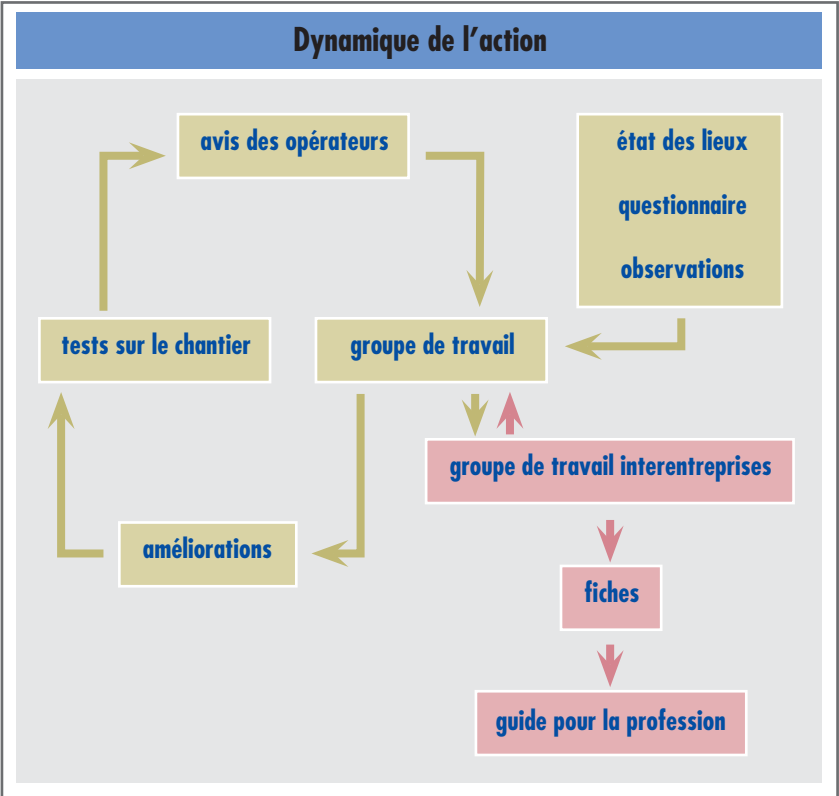 Dynamique de l'action
avis des opérateurs
état des lieux
questionnaire
observations
tests sur le chantier
groupe de travail
groupe de travail interentreprises
améliorations
fiches
guide pour la profession